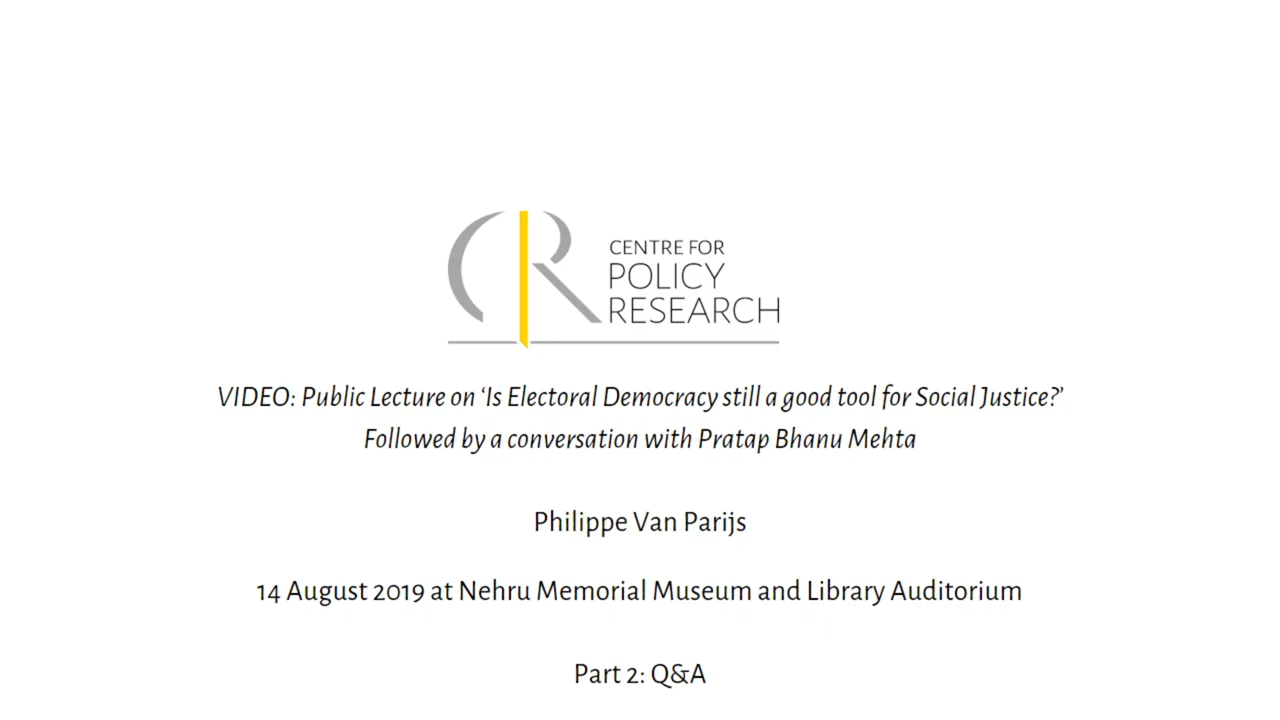 CENTRE FOR
POLICY
RESEARCH
VIDEO: Public Lecture on ‘Is Electoral Democracy still a good tool for Social Justice?’
Followed by a conversation with Pratap Bhanu Mehta
Philippe Van Parijs
14 August 2019 at Nehru Memorial Museum and Library Auditorium
Part 2: Q&A